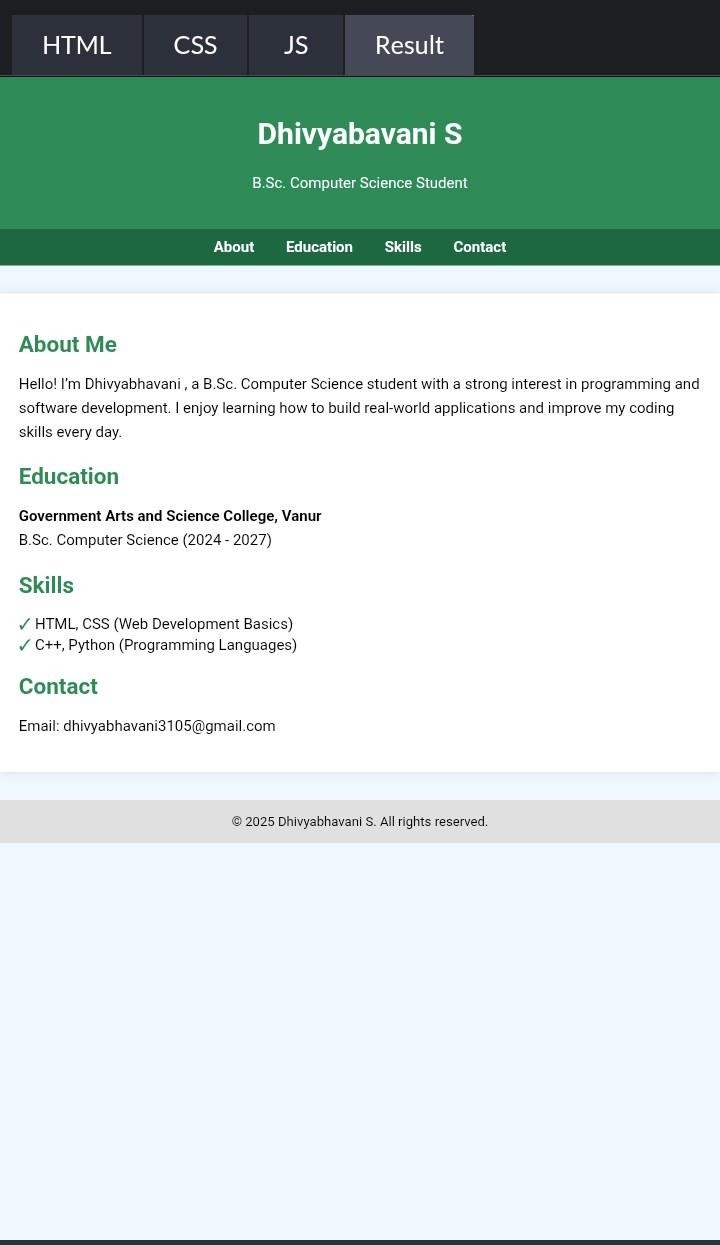 HTML CSS JS Result
Dhivyabavani S
B.Sc. Computer Science Student
About Education Skills Contact
About Me
Hello! I’m Dhivyabhavani , a B.Sc. Computer Science student with a strong interest in programming and
software development. I enjoy learning how to build real-world applications and improve my coding
skills every day.
Education
Government Arts and Science College, Vanur
B.Sc. Computer Science (2024 - 2027)
Skills
✓ HTML, CSS (Web Development Basics)
✓ C++, Python (Programming Languages)
Contact
Email: dhivyabhavani3105@gmail.com
© 2025 Dhivyabhavani S. All rights reserved.